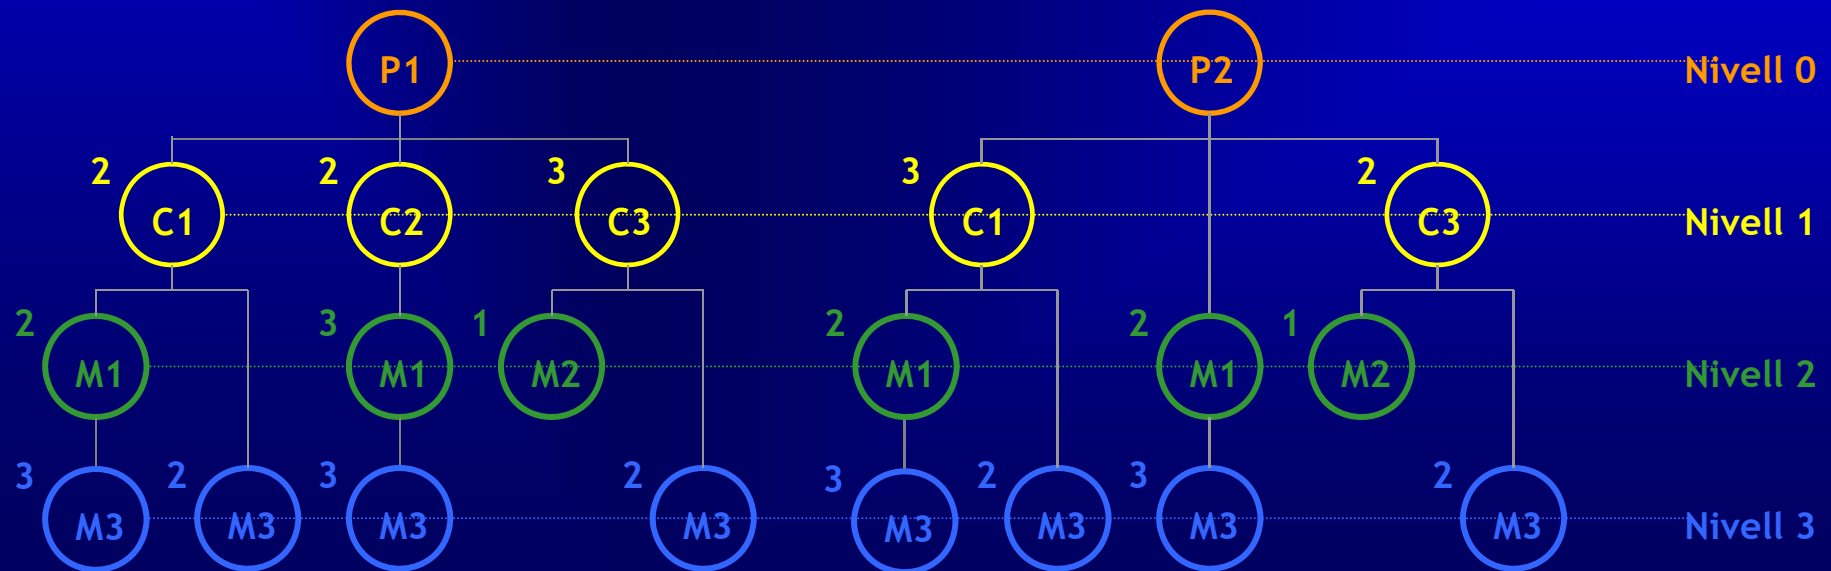 P1 P2 Nivell 0
2 2 3 3 2
C1 C2 C3 C1 C3 Nivell 1
2 3 1 2 2 1
M1 M1 M2 M1 M1 M2 Nivell 2
3 2 3 2 3 2 3 2
M3 M3 M3 M3 M3 M3 M3 M3 Nivell 3